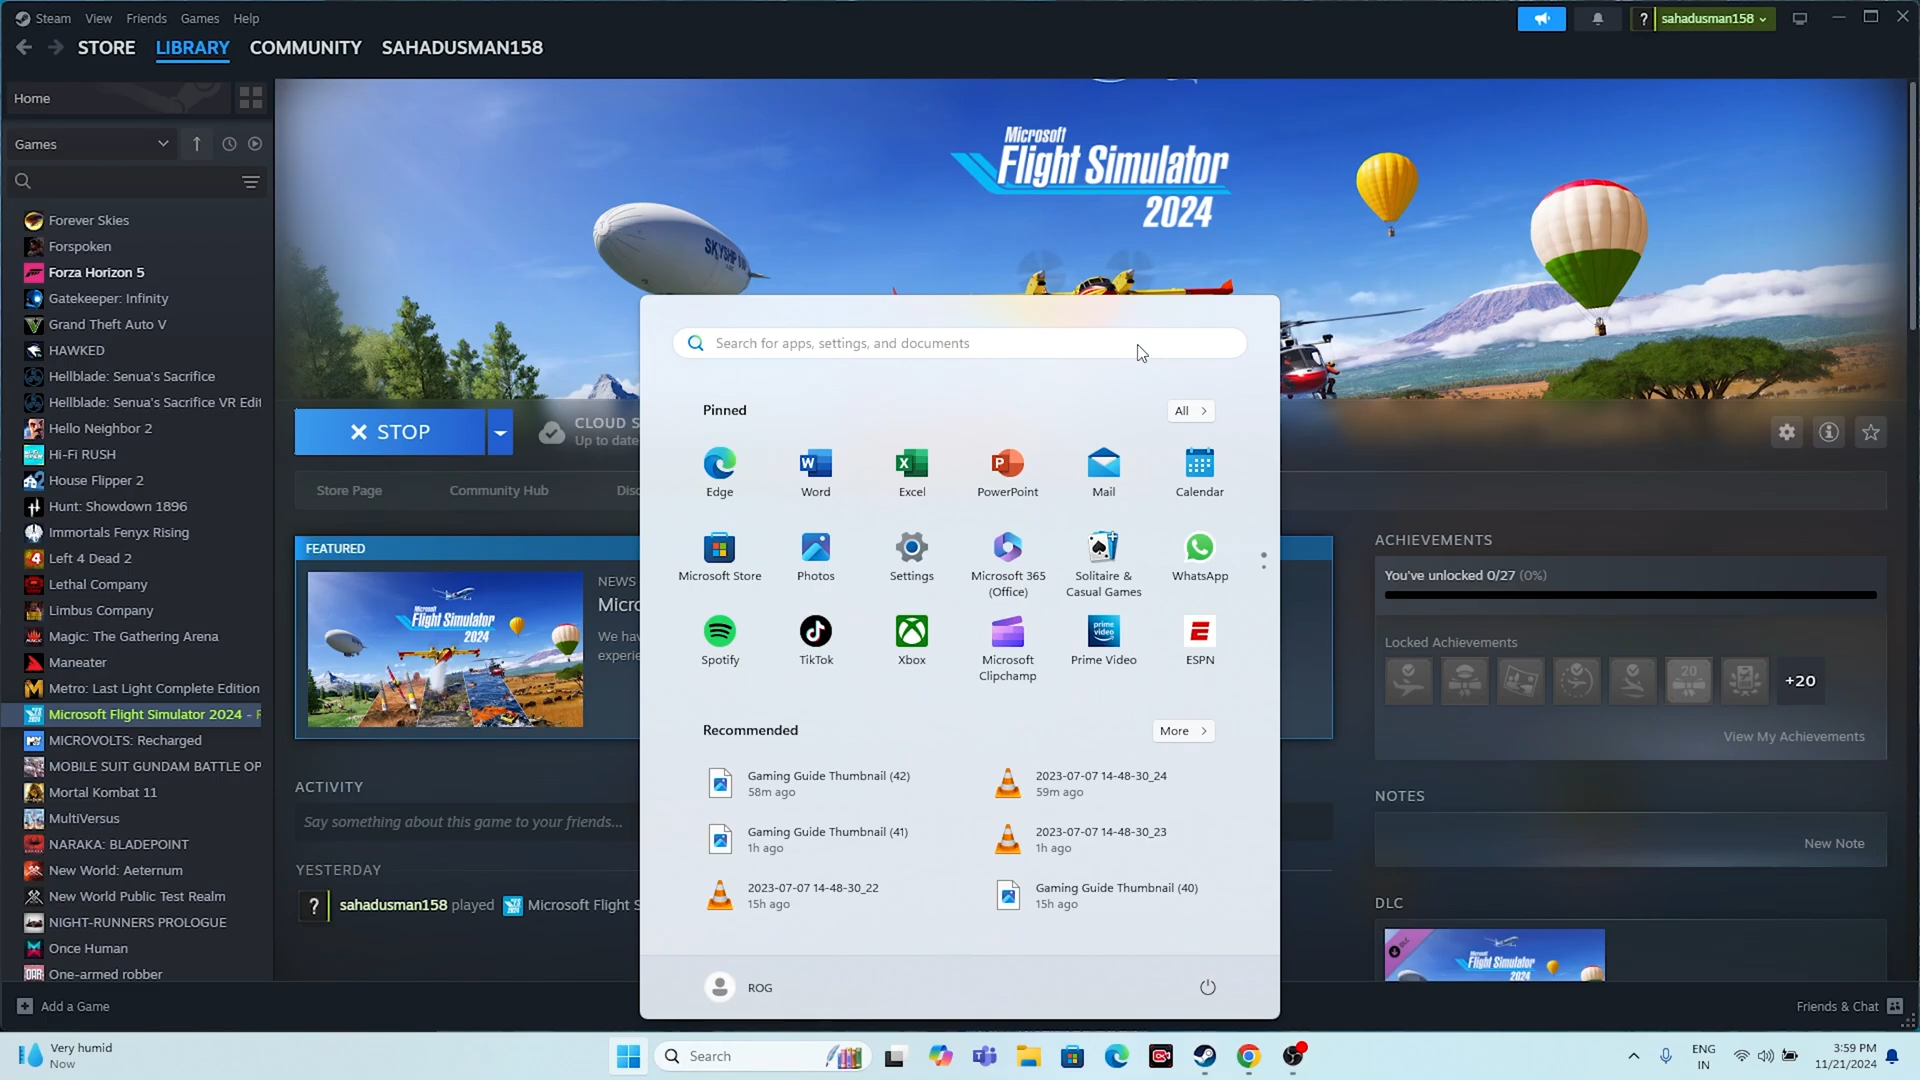 Steam View Friends Games Help
sahadusman158
STORE LIBRARY COMMUNITY SAHADUSMAN158
Home
Games
Forever Skies
Forspoken
Forza Horizon 5
Gatekeeper: Infinity
Grand Theft Auto V
HAWKED
Hellblade: Senua's Sacrifice
Hellblade: Senua's Sacrifice VR Edit
Hello Neighbor 2
Hi-Fi RUSH
House Flipper 2
Hunt: Showdown 1896
Immortals Fenyx Rising
Left 4 Dead 2
Lethal Company
Limbus Company
Magic: The Gathering Arena
Maneater
Metro: Last Light Complete Edition
Microsoft Flight Simulator 2024 - R
MICROVOLTS: Recharged
MOBILE SUIT GUNDAM BATTLE OP
Mortal Kombat 11
MultiVersus
NARAKA: BLADEPOINT
New World: Aeternum
New World Public Test Realm
NIGHT-RUNNERS PROLOGUE
Once Human
One-armed robber
Add a Game
Microsoft
Flight Simulator
2024
SKYSHIP
STOP
CLOUD S
Up to date
Store Page Community Hub Disc
FEATURED
Microsoft
Flight Simulator
2024
NEWS
Micro
We hav
experie
ACTIVITY
Say something about this game to your friends...
YESTERDAY
? sahadusman158 played Microsoft Flight S
Search for apps, settings, and documents
Pinned All
Edge Word Excel PowerPoint Mail Calendar
Microsoft Store Photos Settings Microsoft 365 (Office) Solitaire & Casual Games WhatsApp
prime video
Spotify TikTok Xbox Microsoft Clipchamp Prime Video ESPN
Recommended More
Gaming Guide Thumbnail (42)
58m ago
2023-07-07 14-48-30_24
59m ago
Gaming Guide Thumbnail (41)
1h ago
2023-07-07 14-48-30_23
1h ago
2023-07-07 14-48-30_22
15h ago
Gaming Guide Thumbnail (40)
15h ago
ROG
ACHIEVEMENTS
You've unlocked 0/27 (0%)
Locked Achievements
20
+20
View My Achievements
NOTES
New Note
DLC
DLC
Microsoft
Flight Simulator
2024
Friends & Chat
Very humid
Now
Search
ENG
IN
3:59 PM
11/21/2024